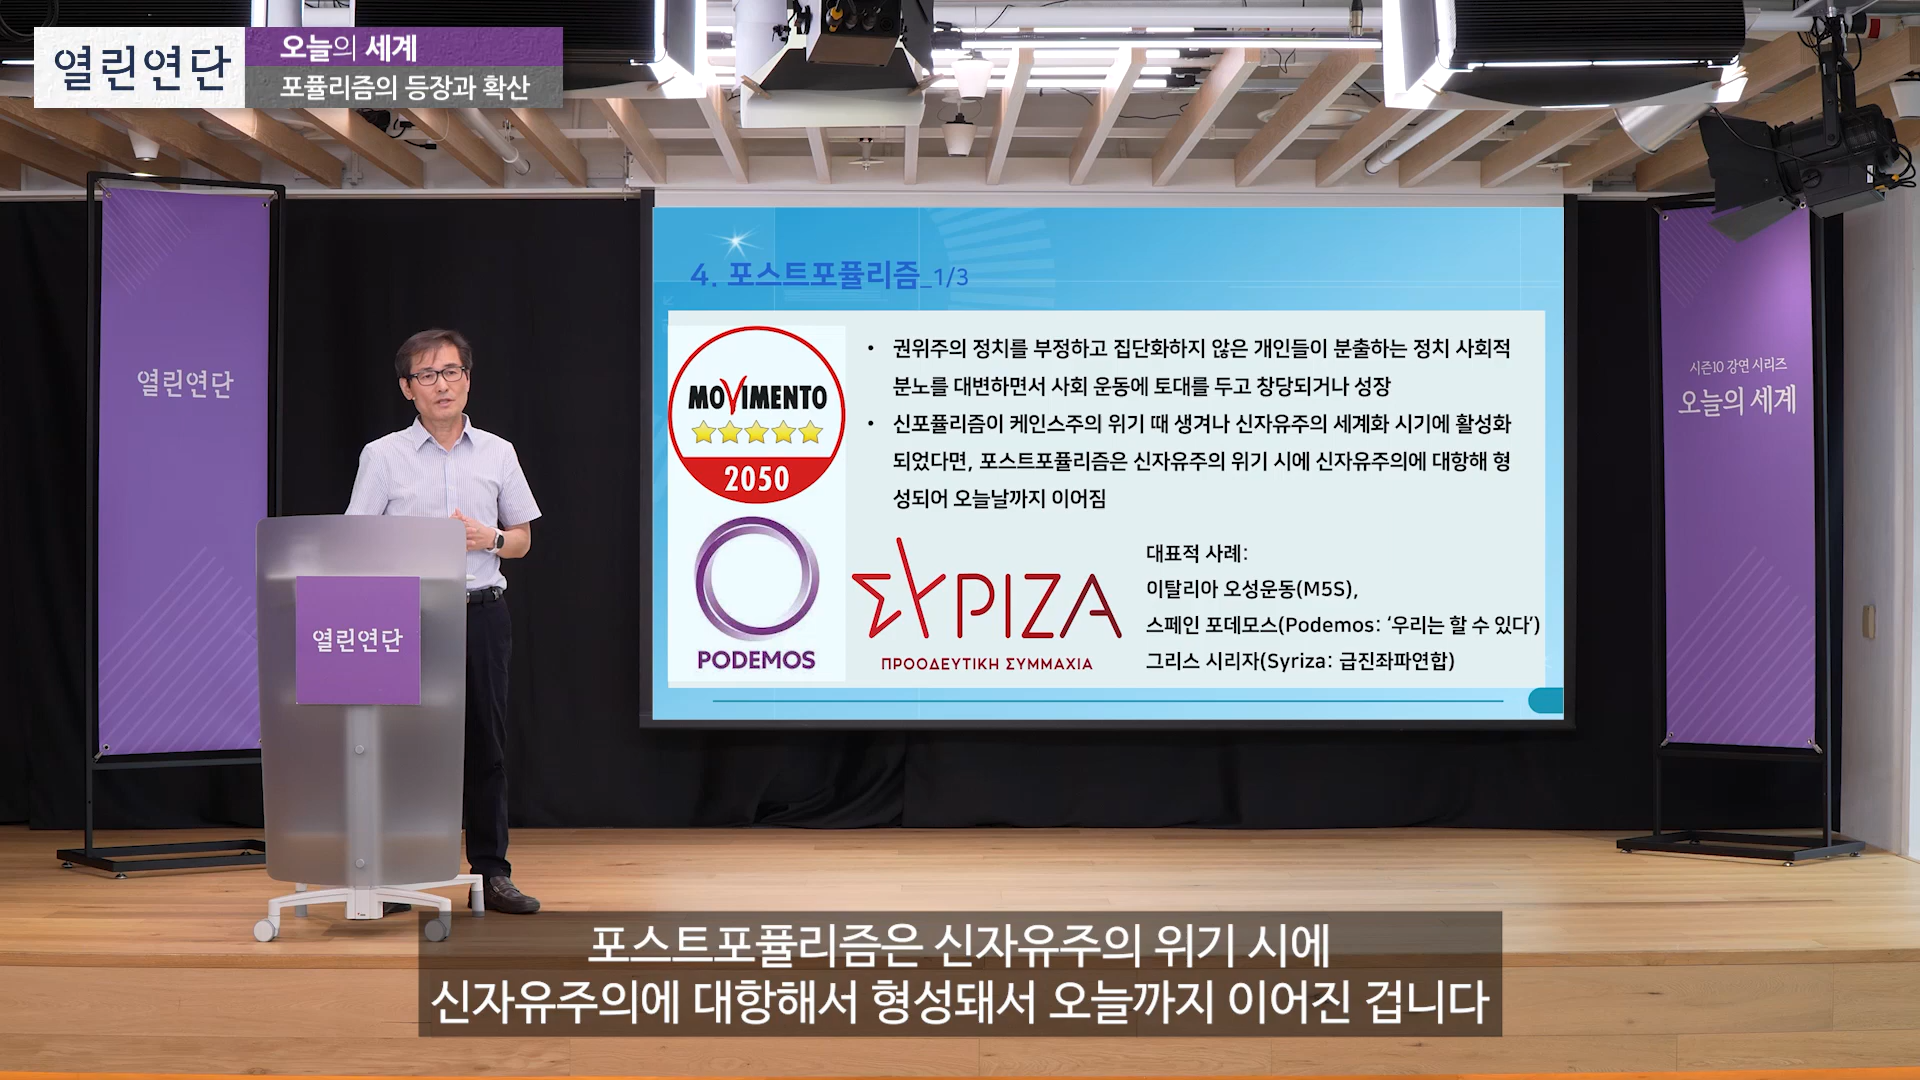 열린연단
오늘의 세계
포퓰리즘의 등장과 확산
열린연단
열린연단
4. 포스트포퓰리즘_1/3
MOVIMENTO
2050
PODEMOS
• 권위주의 정치를 부정하고 집단화하지 않은 개인들이 분출하는 정치 사회적
분노를 대변하면서 사회 운동에 토대를 두고 창당되거나 성장
• 신포퓰리즘이 케인스주의 위기 때 생겨나 신자유주의 세계화 시기에 활성화
되었다면, 포스트포퓰리즘은 신자유주의 위기 시에 신자유주의에 대항해 형
성되어 오늘날까지 이어짐
ΣΥΡΙΖΑ
ΠΡΟΟΔΕΥΤΙΚΗ ΣΥΜΜΑΧΙΑ
대표적 사례:
이탈리아 오성운동(M5S),
스페인 포데모스(Podemos: ‘우리는 할 수 있다’)
그리스 시리자(Syriza: 급진좌파연합)
시즌10 강연 시리즈
오늘의 세계
포스트포퓰리즘은 신자유주의 위기 시에
신자유주의에 대항해서 형성돼서 오늘까지 이어진 겁니다